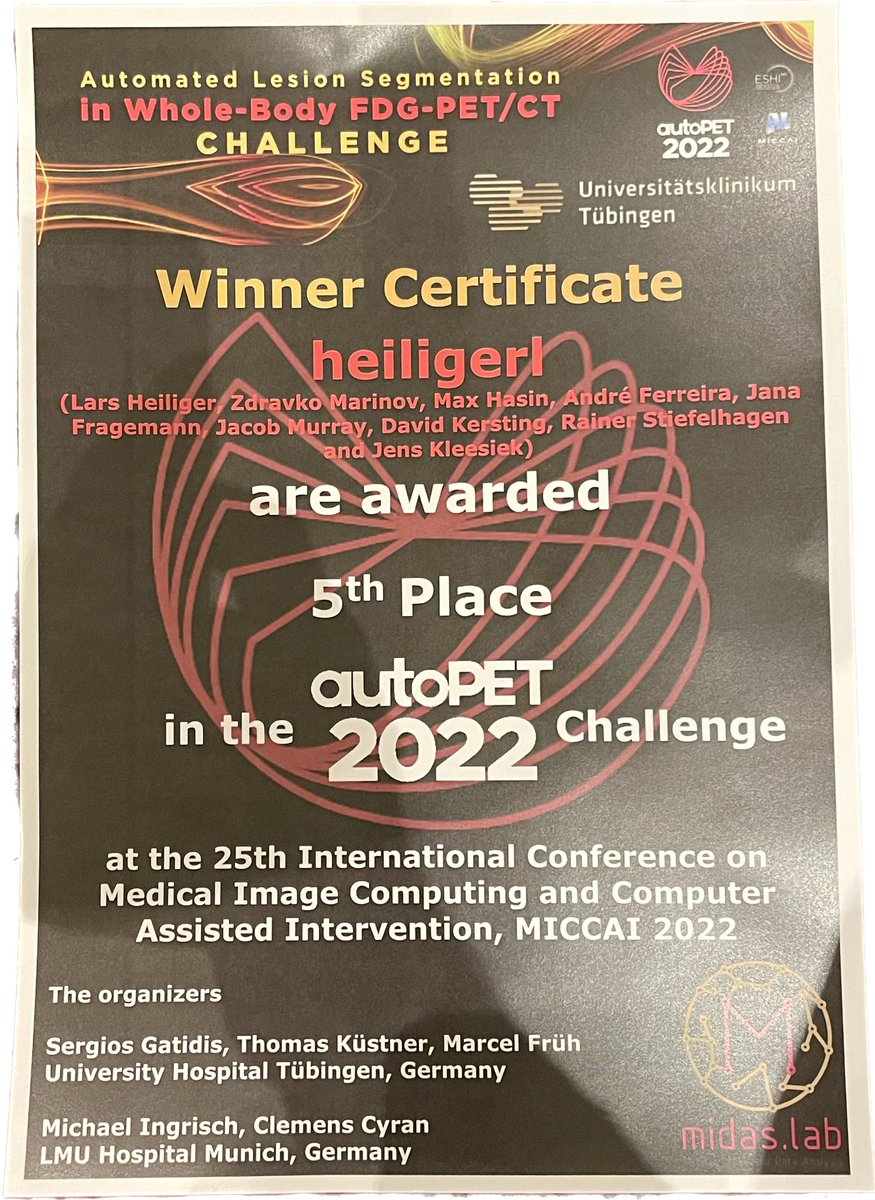 Automated Lesion Segmentation
in Whole-Body FDG-PET/CT
CHALLENGE
autoPET
2022
ESHI
MICCAI
Universitätsklinikum
Tübingen
Winner Certificate
heiligerl
(Lars Heiliger, Zdravko Marinov, Max Hasin, André Ferreira, Jana
Fragemann, Jacob Murray, David Kersting, Rainer Stiefelhagen
and Jens Kleesiek)
are awarded
5th Place
in the autoPET 2022 Challenge
at the 25th International Conference on
Medical Image Computing and Computer
Assisted Intervention, MICCAI 2022
The organizers
Sergios Gatidis, Thomas Küstner, Marcel Früh
University Hospital Tübingen, Germany
Michael Ingrisch, Clemens Cyran
LMU Hospital Munich, Germany
M
midas.lab